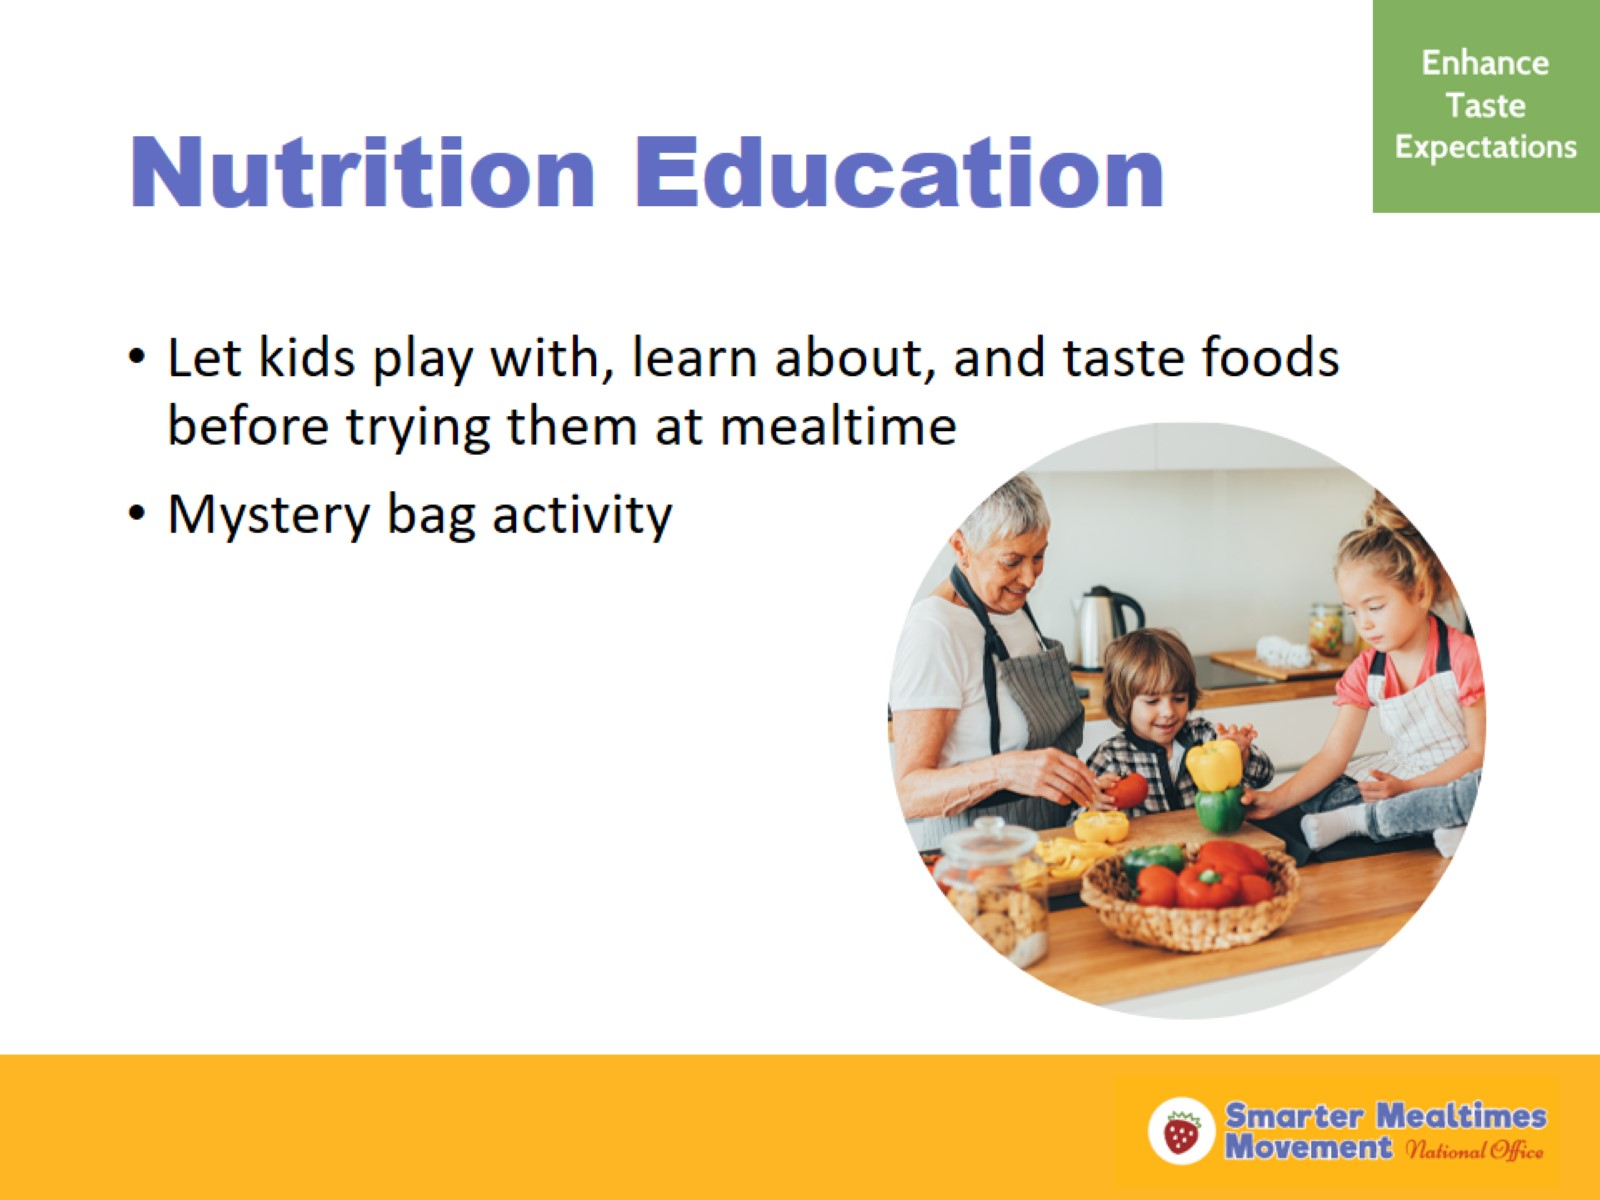 Enhance
Taste
Expectations
Nutrition Education
• Let kids play with, learn about, and taste foods
before trying them at mealtime
• Mystery bag activity
Smarter Mealtimes
Movement National Office